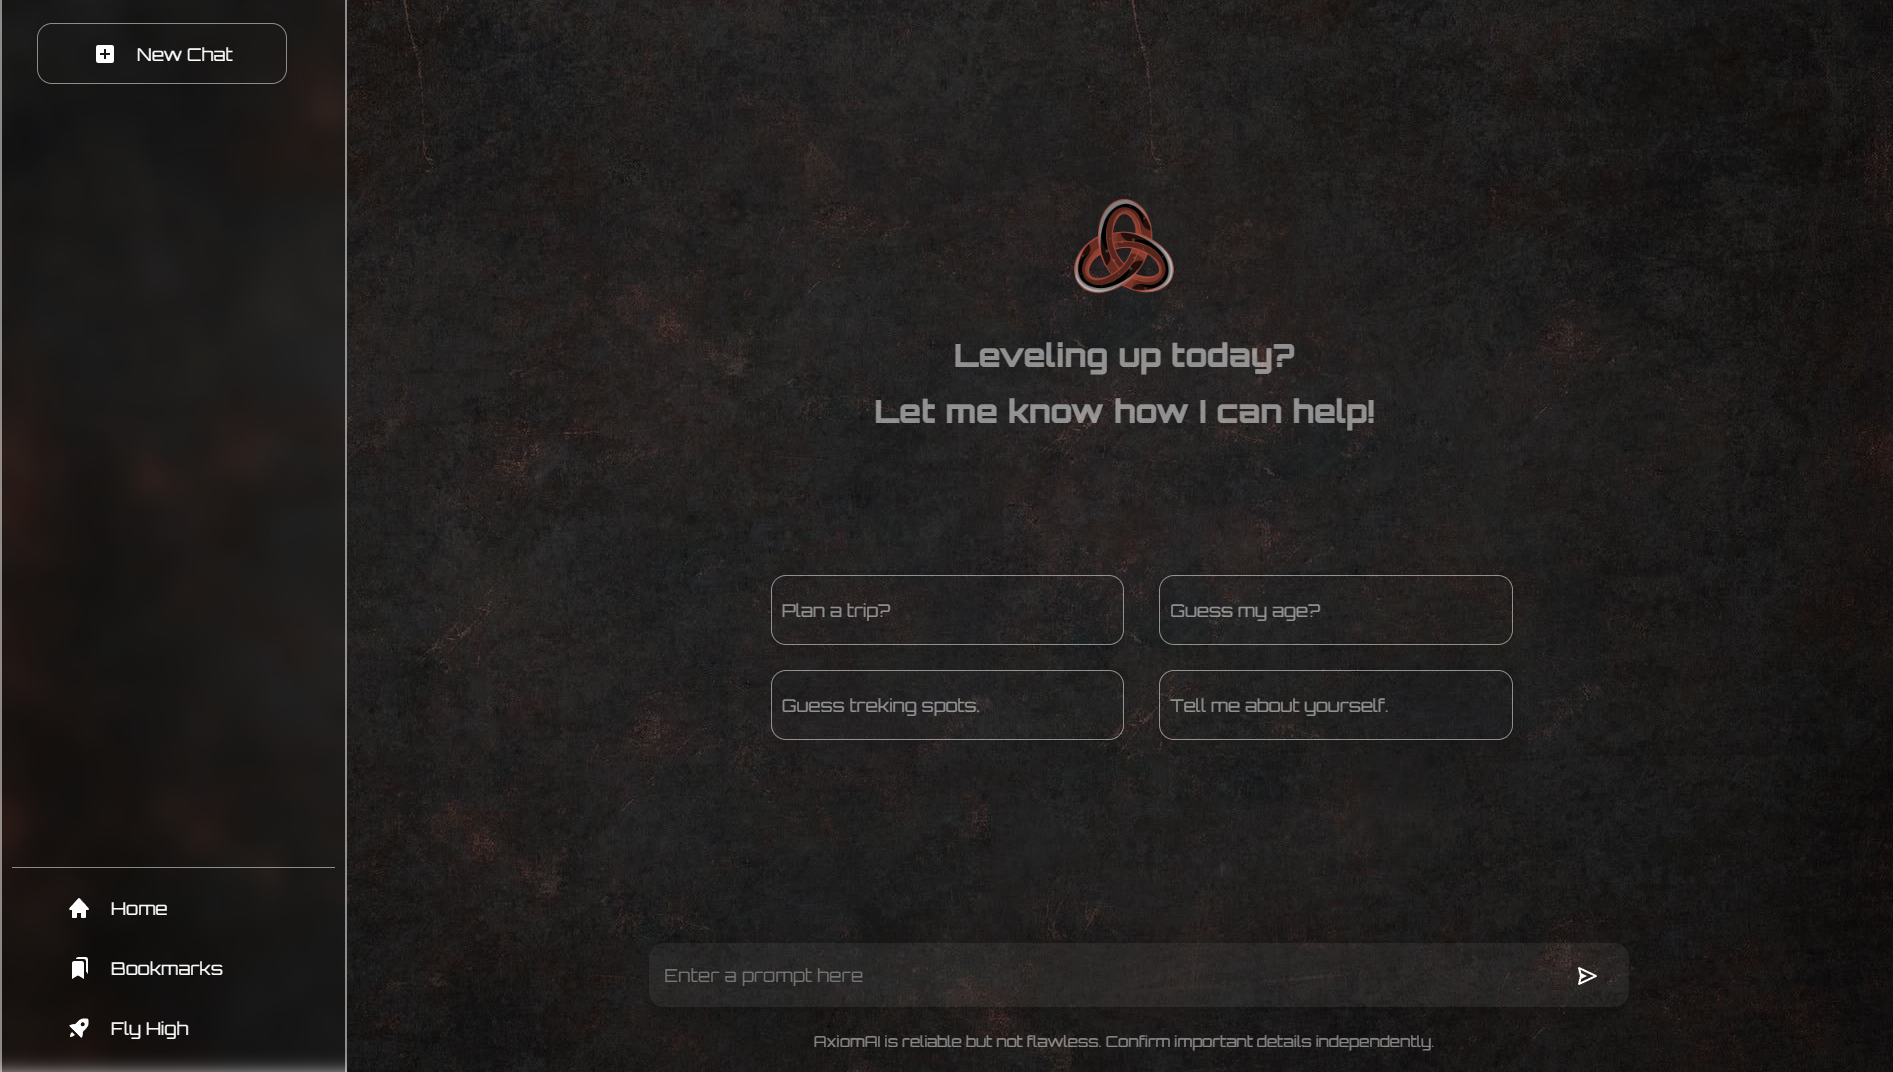 New Chat
Leveling up today?
Let me know how I can help!
Plan a trip?
Guess my age?
Guess treking spots.
Tell me about yourself.
Home
Bookmarks
Fly High
Enter a prompt here
AxiomAI is reliable but not flawless. Confirm important details independently.